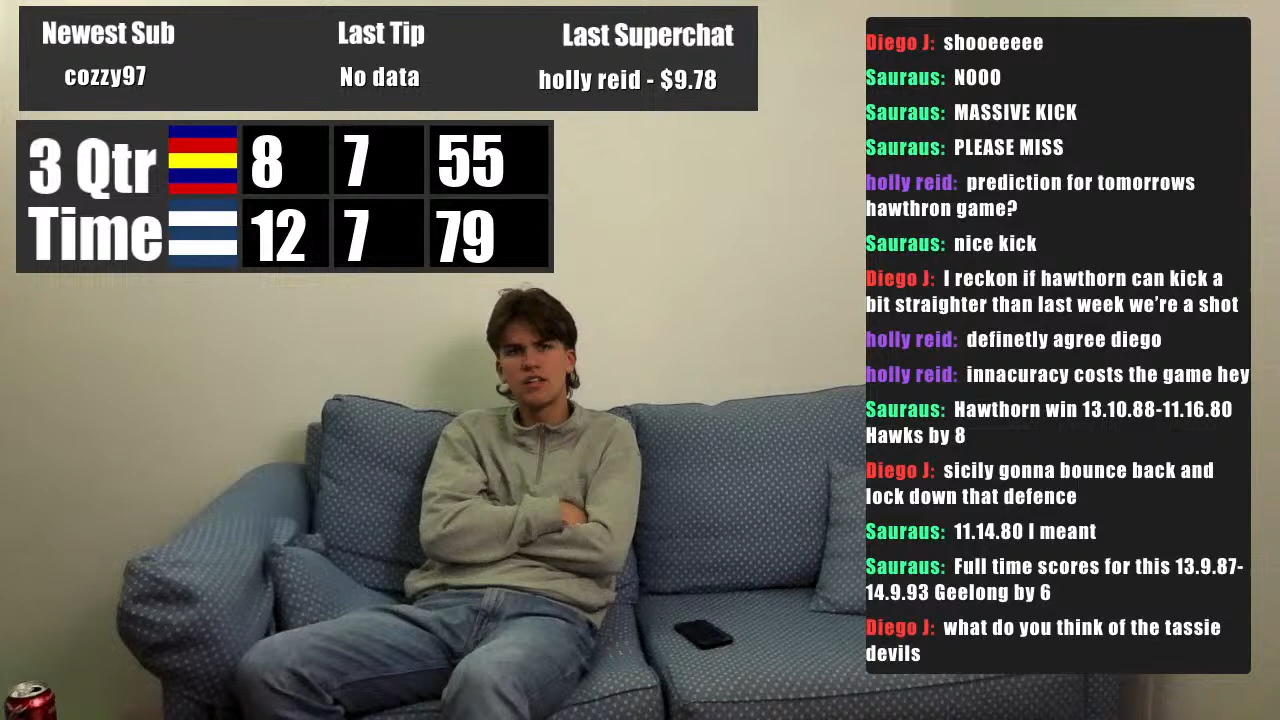 Newest Sub
Last Tip
Last Superchat
cozzy97
No data
holly reid - $9.78
3 Qtr
8 7 55
Time
12 7 79
Diego J: shooeeeee
Sauraus: NOOO
Sauraus: MASSIVE KICK
Sauraus: PLEASE MISS
holly reid: prediction for tomorrows
hawthron game?
Sauraus: nice kick
Diego J: I reckon if hawthorn can kick a
bit straighter than last week we’re a shot
holly reid: definetly agree diego
holly reid: innacuracy costs the game hey
Sauraus: Hawthorn win 13.10.88-11.16.80
Hawks by 8
Diego J: sicily gonna bounce back and
lock down that defence
Sauraus: 11.14.80 I meant
Sauraus: Full time scores for this 13.9.87-
14.9.93 Geelong by 6
Diego J: what do you think of the tassie
devils